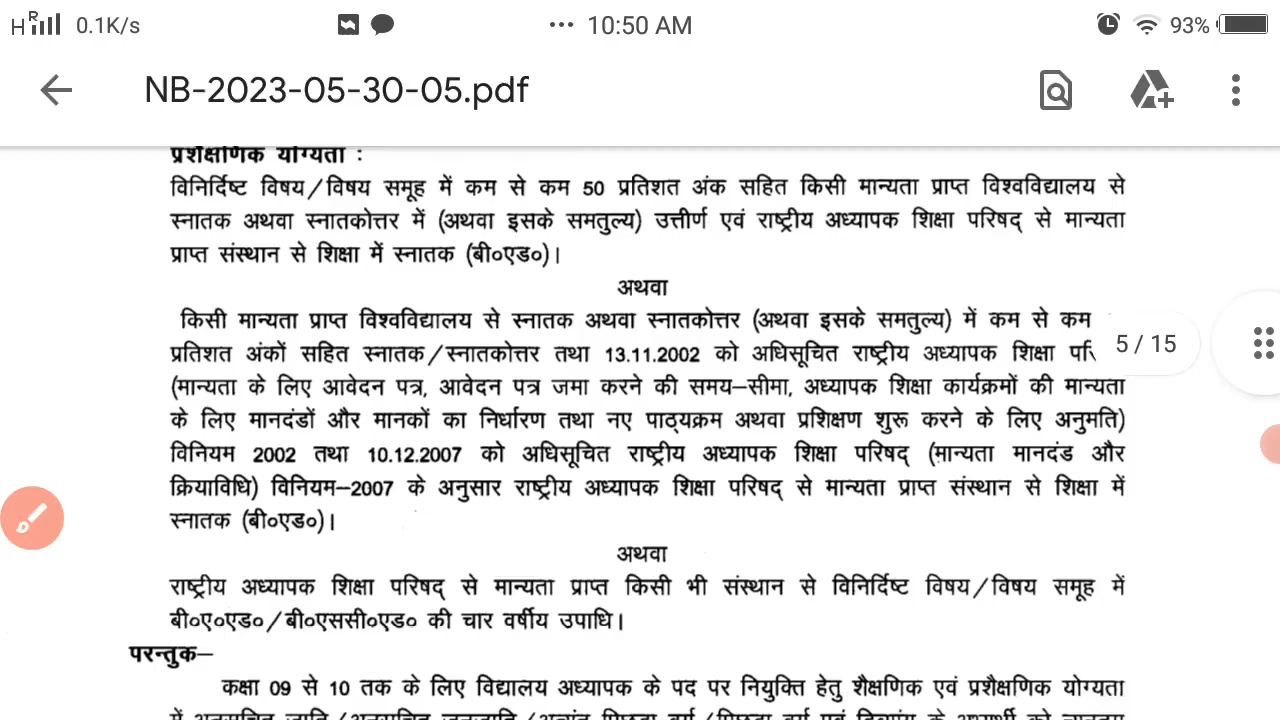 HR 0.1K/s ••• 10:50 AM 93%
NB-2023-05-30-05.pdf
प्रशैक्षणिक योग्यता :
विनिर्दिष्ट विषय/विषय समूह में कम से कम 50 प्रतिशत अंक सहित किसी मान्यता प्राप्त विश्वविद्यालय से
स्नातक अथवा स्नातकोत्तर में (अथवा इसके समतुल्य) उत्तीर्ण एवं राष्ट्रीय अध्यापक शिक्षा परिषद् से मान्यता
प्राप्त संस्थान से शिक्षा में स्नातक (बी०एड०)।
अथवा
किसी मान्यता प्राप्त विश्वविद्यालय से स्नातक अथवा स्नातकोत्तर (अथवा इसके समतुल्य) में कम से कम
प्रतिशत अंकों सहित स्नातक/स्नातकोत्तर तथा 13.11.2002 को अधिसूचित राष्ट्रीय अध्यापक शिक्षा
5 / 15
(मान्यता के लिए आवेदन पत्र, आवेदन पत्र जमा करने की समय–सीमा, अध्यापक शिक्षा कार्यक्रमों की मान्यता
के लिए मानदंडों और मानकों का निर्धारण तथा नए पाठ्यक्रम अथवा प्रशिक्षण शुरू करने के लिए अनुमति)
विनियम 2002 तथा 10.12.2007 को अधिसूचित राष्ट्रीय अध्यापक शिक्षा परिषद् (मान्यता मानदंड और
क्रियाविधि) विनियम–2007 के अनुसार राष्ट्रीय अध्यापक शिक्षा परिषद् से मान्यता प्राप्त संस्थान से शिक्षा में
स्नातक (बी०एड०)।
अथवा
राष्ट्रीय अध्यापक शिक्षा परिषद् से मान्यता प्राप्त किसी भी संस्थान से विनिर्दिष्ट विषय/विषय समूह में
बी०ए०एड०/बी०एससी०एड० की चार वर्षीय उपाधि।
परन्तुक–
कक्षा 09 से 10 तक के लिए विद्यालय अध्यापक के पद पर नियुक्ति हेतु शैक्षणिक एवं प्रशैक्षणिक योग्यता